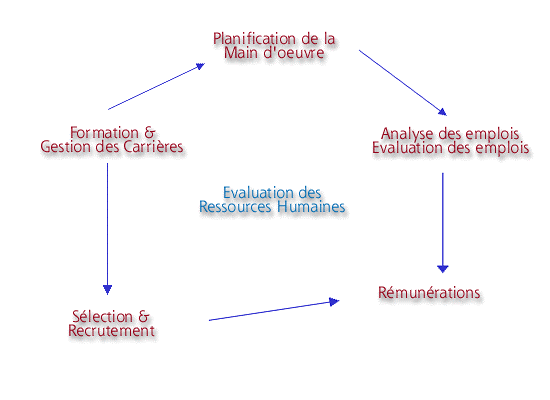 Planification de la
Main d'oeuvre
Formation &
Gestion des Carrières
Analyse des emplois
Evaluation des emplois
Evaluation des
Ressources Humaines
Rémunérations
Sélection &
Recrutement